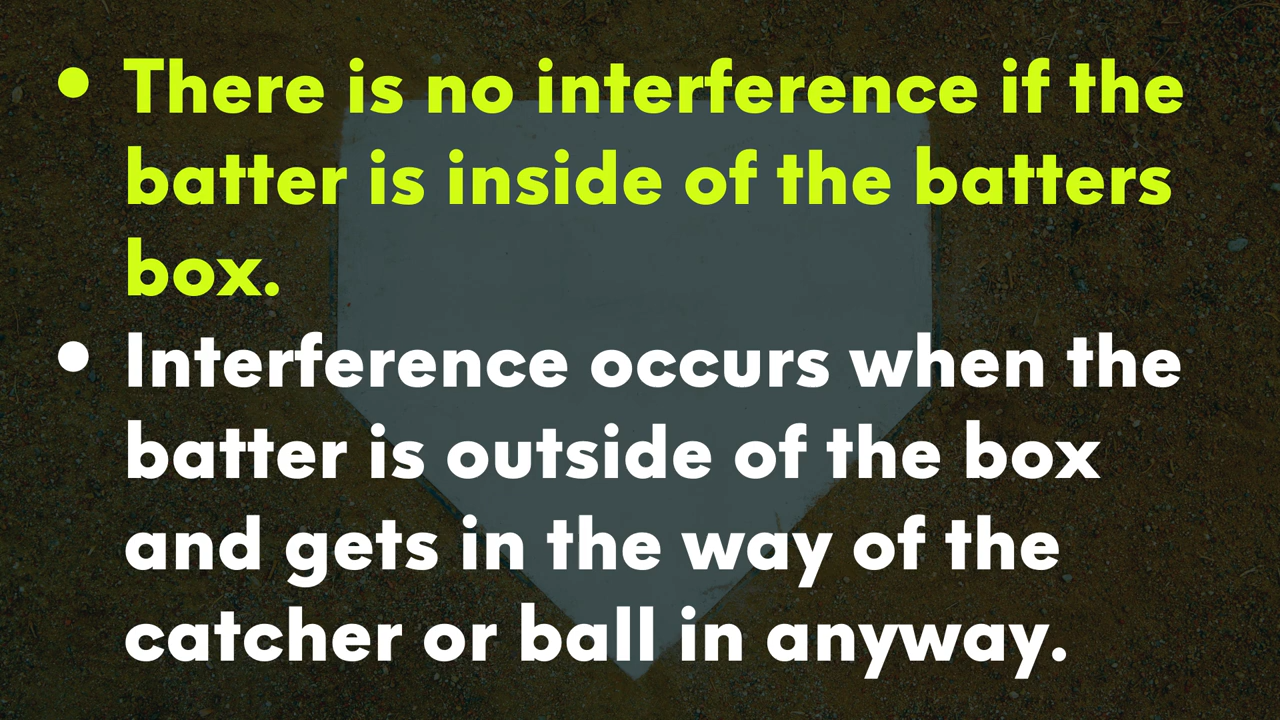 • There is no interference if the
batter is inside of the batters
box.
• Interference occurs when the
batter is outside of the box
and gets in the way of the
catcher or ball in anyway.